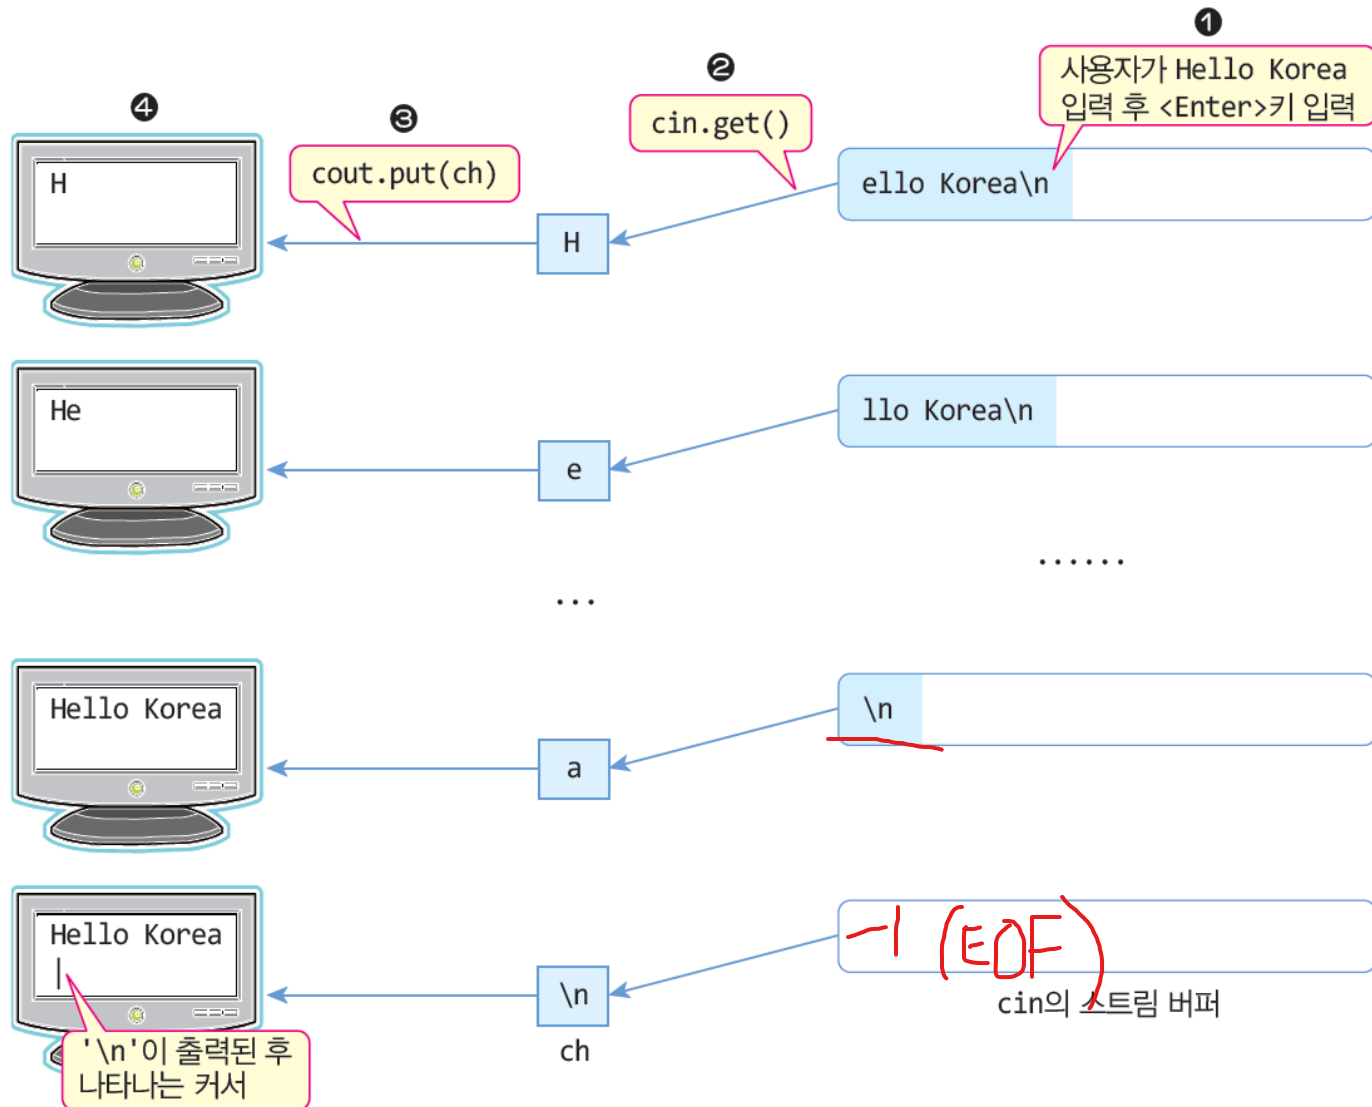 ❶
사용자가 Hello Korea
입력 후 <Enter>키 입력
❷
cin.get()
❸
cout.put(ch)
❹
H
H
ello Korea\n
He
e
llo Korea\n
......
...
Hello Korea
a
\n
Hello Korea
\n
ch
-1 (EOF)
cin의 스트림 버퍼
'\n'이 출력된 후
나타나는 커서